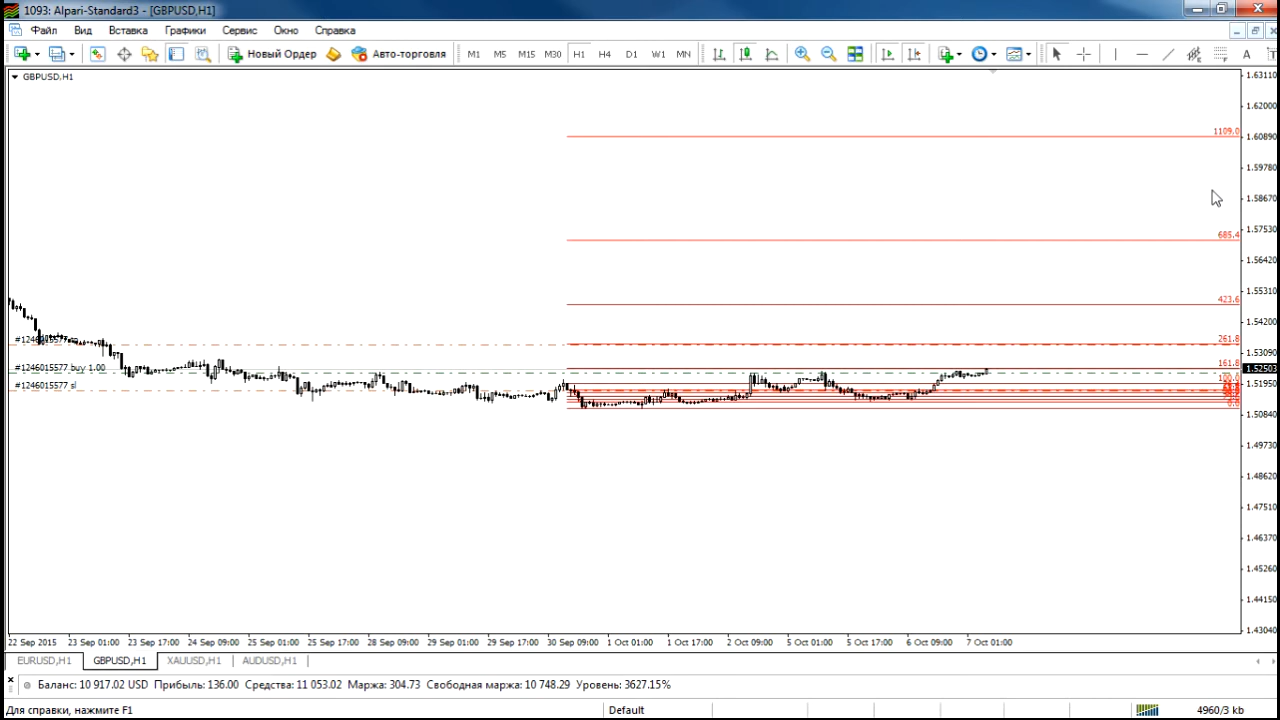 1093: Alpari-Standard3 - [GBPUSD,H1]
Файл Вид Вставка Графики Сервис Окно Справка
Новый Ордер Авто-торговля M1 M5 M15 M30 H1 H4 D1 W1 MN A
GBPUSD,H1
1.63110
1.62000
1109.0
1.60890
1.59780
1.58670
685.4
1.57530
1.56420
423.6
1.55310
1.54200
261.8
1.53090
#1246015577 buy 1.00
161.8
1.52503
#1246015577 sl
100.0
1.51950
0.0
1.50840
1.49730
1.48620
1.47510
1.46370
1.45260
1.44150
1.43040
22 Sep 2015 23 Sep 01:00 23 Sep 17:00 24 Sep 09:00 25 Sep 01:00 25 Sep 17:00 28 Sep 09:00 29 Sep 01:00 29 Sep 17:00 30 Sep 09:00 1 Oct 01:00 1 Oct 17:00 2 Oct 09:00 5 Oct 01:00 5 Oct 17:00 6 Oct 09:00 7 Oct 01:00
EURUSD,H1 GBPUSD,H1 XAUUSD,H1 AUDUSD,H1
Баланс: 10 917.02 USD Прибыль: 136.00 Средства: 11 053.02 Маржа: 304.73 Свободная маржа: 10 748.29 Уровень: 3627.15%
Для справки, нажмите F1 Default 4960/3 kb